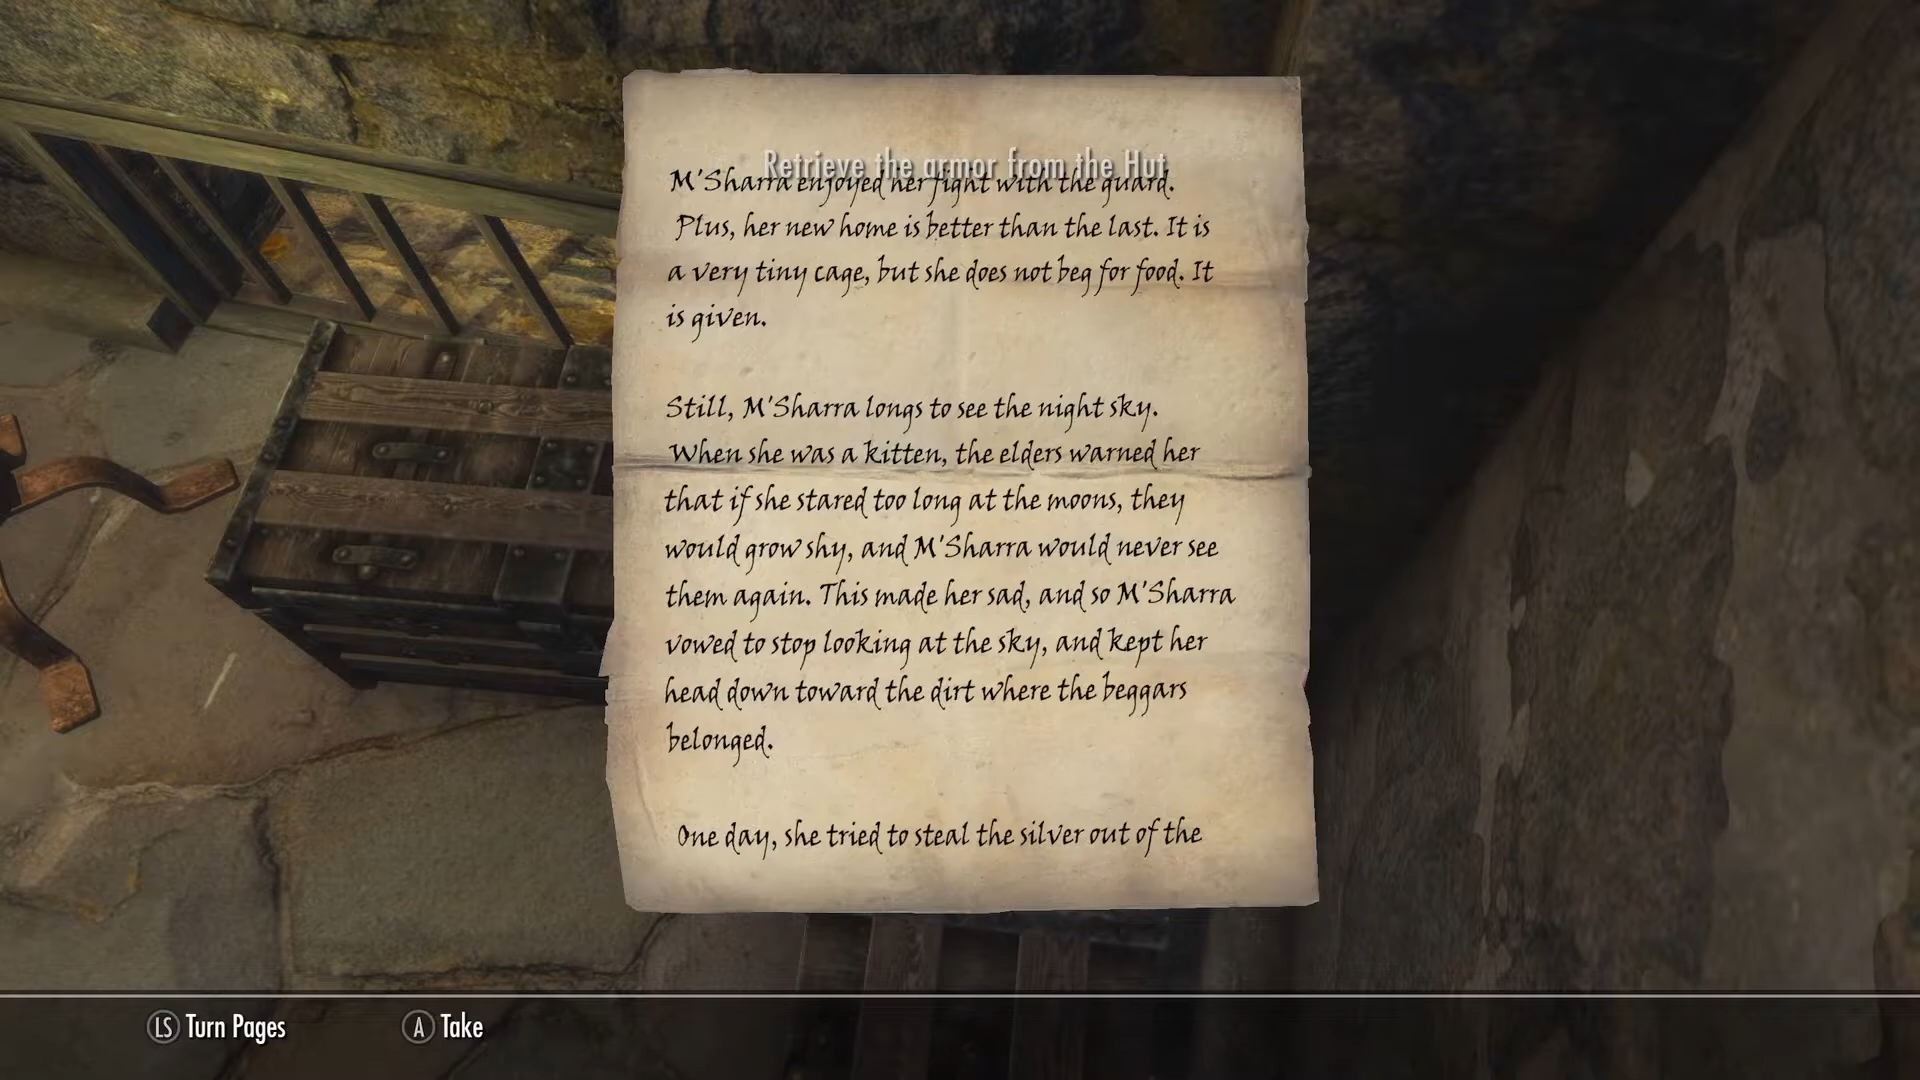 Retrieve the armor from the Hut
M'Sharra enjoyed her fight with the guard.
Plus, her new home is better than the last. It is
a very tiny cage, but she does not beg for food. It
is given.
Still, M'Sharra longs to see the night sky.
When she was a kitten, the elders warned her
that if she stared too long at the moons, they
would grow shy, and M'Sharra would never see
them again. This made her sad, and so M'Sharra
vowed to stop looking at the sky, and kept her
head down toward the dirt where the beggars
belonged.
One day, she tried to steal the silver out of the
LS Turn Pages
A Take